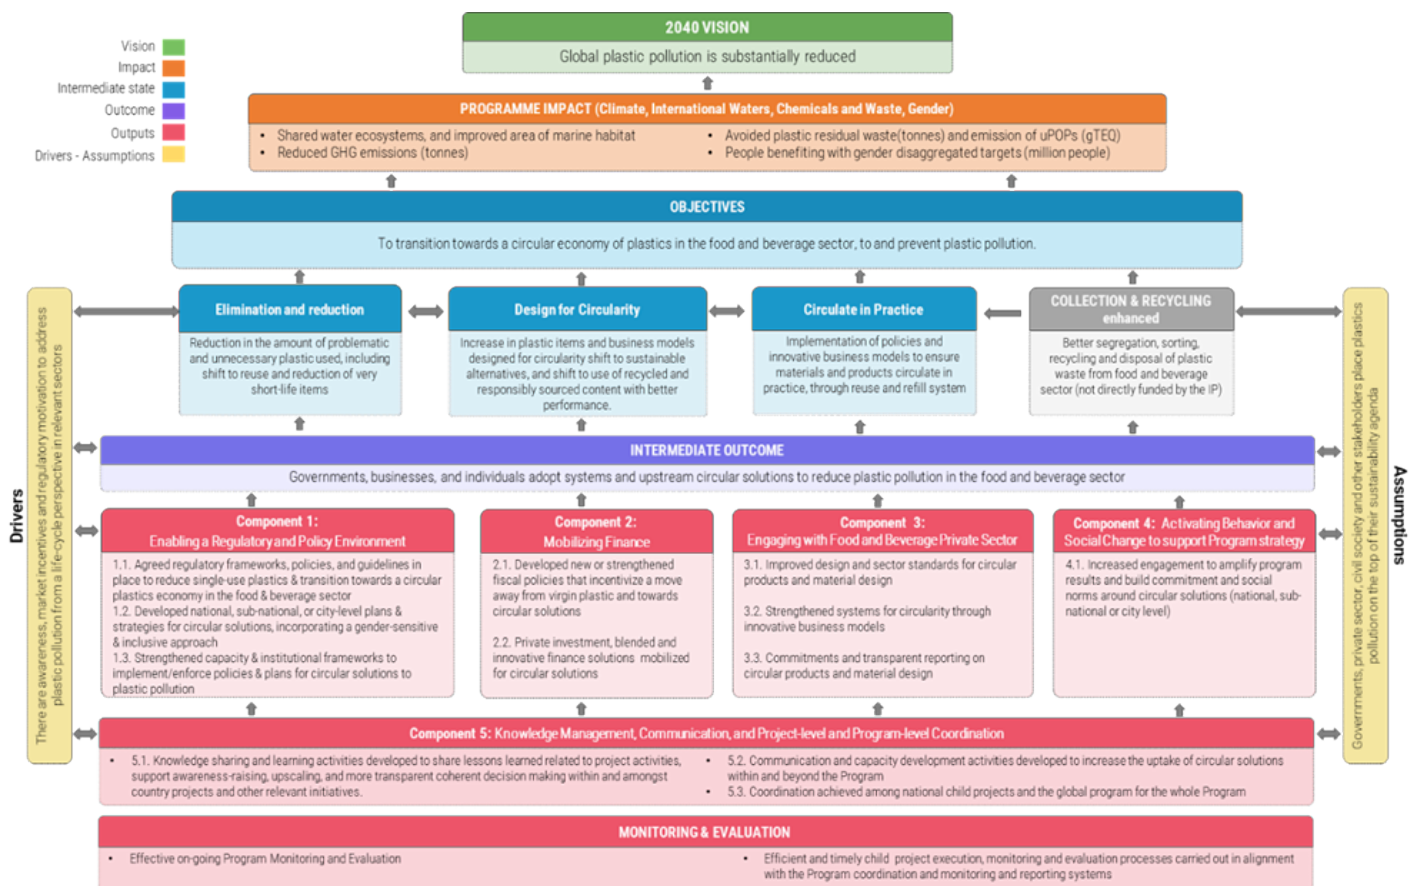 2040 VISION
Global plastic pollution is substantially reduced
Vision
Impact
Intermediate state
Outcome
Outputs
Drivers - Assumptions
PROGRAMME IMPACT (Climate, International Waters, Chemicals and Waste, Gender)
• Shared water ecosystems, and improved area of marine habitat
• Reduced GHG emissions (tonnes)
• Avoided plastic residual waste(tonnes) and emission of uPOPs (gTEQ)
• People benefiting with gender disaggregated targets (million people)
OBJECTIVES
To transition towards a circular economy of plastics in the food and beverage sector, to and prevent plastic pollution.
Drivers
There are awareness, market incentives and regulatory motivation to address
plastic pollution from a life-cycle perspective in relevant sectors
Elimination and reduction
Reduction in the amount of problematic
and unnecessary plastic used, including
shift to reuse and reduction of very
short-life items
Design for Circularity
Increase in plastic items and business models
designed for circularity shift to sustainable
alternatives, and shift to use of recycled and
responsibly sourced content with better
performance.
Circulate in Practice
Implementation of policies and
innovative business models to ensure
materials and products circulate in
practice, through reuse and refill system
COLLECTION & RECYCLING
enhanced
Better segregation, sorting,
recycling and disposal of plastic
waste from food and beverage
sector (not directly funded by the IP)
Assumptions
Governments, private sector, civil society and other stakeholders place plastics
pollution on the top of their sustainability agenda
INTERMEDIATE OUTCOME
Governments, businesses, and individuals adopt systems and upstream circular solutions to reduce plastic pollution in the food and beverage sector
Component 1:
Enabling a Regulatory and Policy Environment
1.1. Agreed regulatory frameworks, policies, and guidelines in
place to reduce single-use plastics & transition towards a circular
plastics economy in the food & beverage sector
1.2. Developed national, sub-national, or city-level plans &
strategies for circular solutions, incorporating a gender-sensitive
& inclusive approach
1.3. Strengthened capacity & institutional frameworks to
implement/enforce policies & plans for circular solutions to
plastic pollution
Component 2:
Mobilizing Finance
2.1. Developed new or strengthened
fiscal policies that incentivize a move
away from virgin plastic and towards
circular solutions
2.2. Private investment, blended and
innovative finance solutions mobilized
for circular solutions
Component 3:
Engaging with Food and Beverage Private Sector
3.1. Improved design and sector standards for circular
products and material design
3.2. Strengthened systems for circularity through
innovative business models
3.3. Commitments and transparent reporting on
circular products and material design
Component 4: Activating Behavior and
Social Change to support Program strategy
4.1. Increased engagement to amplify program
results and build commitment and social
norms around circular solutions (national, sub-
national or city level)
Component 5: Knowledge Management, Communication, and Project-level and Program-level Coordination
• 5.1. Knowledge sharing and learning activities developed to share lessons learned related to project activities,
support awareness-raising, upscaling, and more transparent coherent decision making within and amongst
country projects and other relevant initiatives.
• 5.2. Communication and capacity development activities developed to increase the uptake of circular solutions
within and beyond the Program
• 5.3. Coordination achieved among national child projects and the global program for the whole Program
MONITORING & EVALUATION
• Effective on-going Program Monitoring and Evaluation
• Efficient and timely child project execution, monitoring and evaluation processes carried out in alignment
with the Program coordination and monitoring and reporting systems